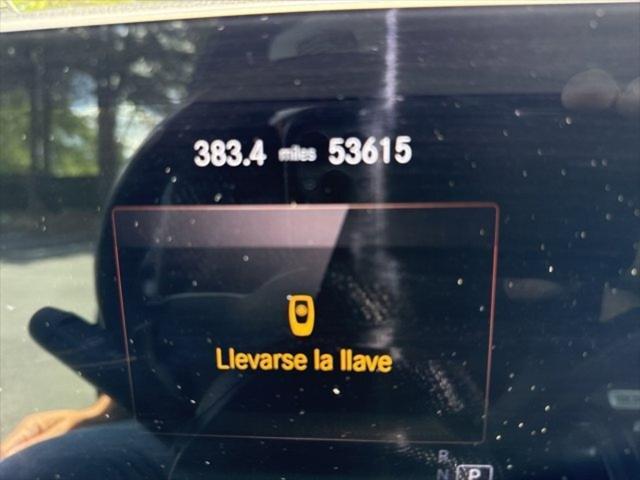 383.4 miles 53615
Llevarse la llave
R
N P